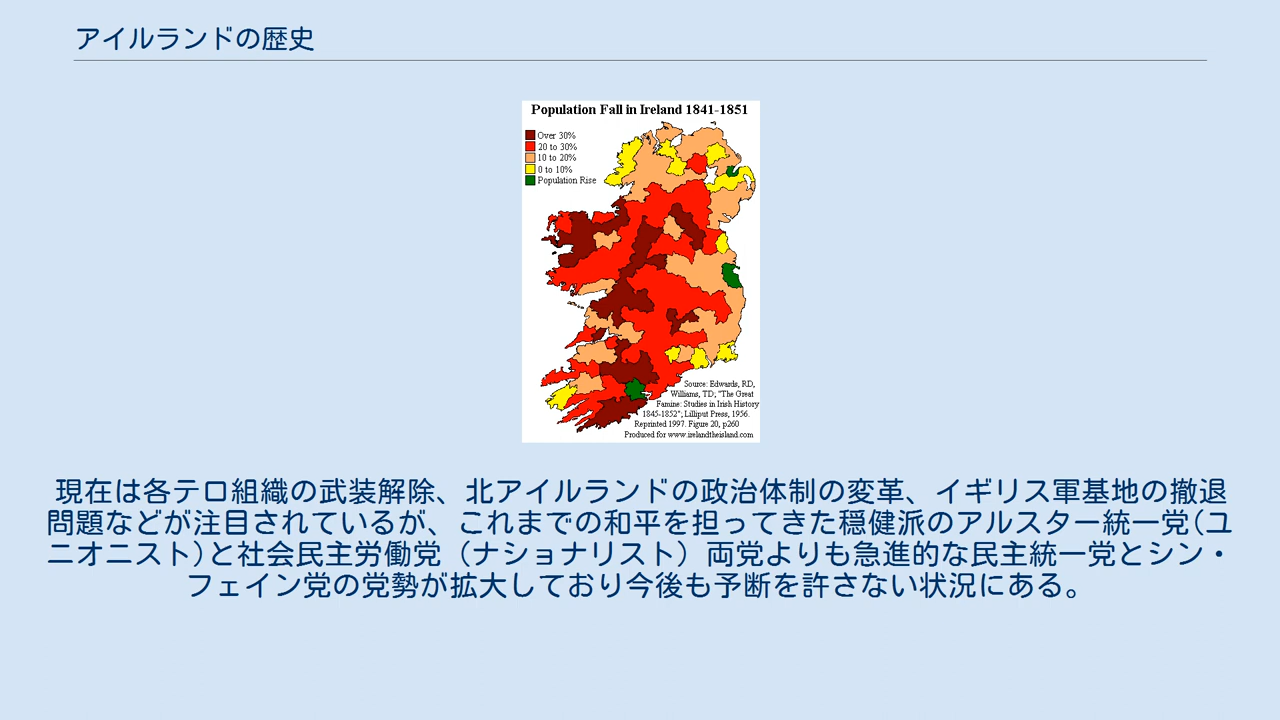 アイルランドの歴史
Population Fall in Ireland 1841-1851
Over 30%
20 to 30%
10 to 20%
0 to 10%
Population Rise
Source: Edwards, RD,
Williams, TD; "The Great
Famine: Studies in Irish History
1845-1852"; Lilliput Press, 1956.
Reprinted 1997. Figure 20, p260
Produced for www.irelandtheisland.com
現在は各テロ組織の武装解除、北アイルランドの政治体制の変革、イギリス軍基地の撤退
問題などが注目されているが、これまでの和平を担ってきた穏健派のアルスター統一党(ユ
ニオニスト)と社会民主労働党（ナショナリスト）両党よりも急進的な民主統一党とシン・
フェイン党の党勢が拡大しており今後も予断を許さない状況にある。